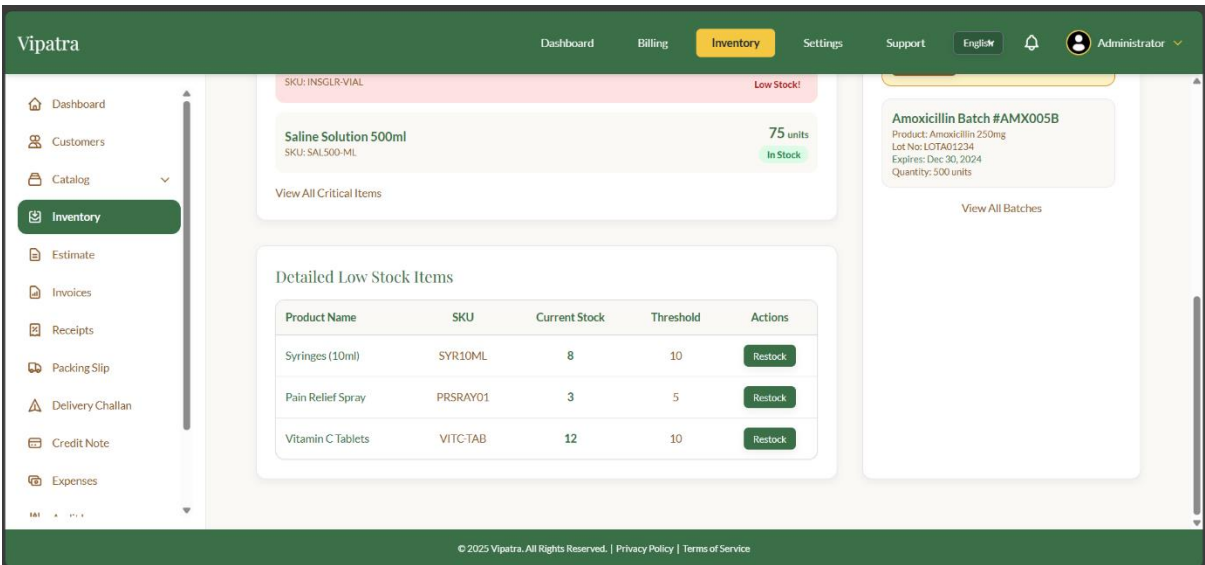 Vipatra
Dashboard Billing Inventory Settings Support English Administrator
Dashboard
Customers
Catalog
Inventory
Estimate
Invoices
Receipts
Packing Slip
Delivery Challan
Credit Note
Expenses
SKU: INSGLR-VIAL
Low Stock!
Saline Solution 500ml
SKU: SAL500-ML
75 units
In Stock
View All Critical Items
Detailed Low Stock Items
Product Name SKU Current Stock Threshold Actions
Syringes (10ml) SYR10ML 8 10 Restock
Pain Relief Spray PRSRAY01 3 5 Restock
Vitamin C Tablets VITC-TAB 12 10 Restock
Amoxicillin Batch #AMX005B
Product: Amoxicillin 250mg
Lot No: LOTA01234
Expires: Dec 30, 2024
Quantity: 500 units
View All Batches
© 2025 Vipatra. All Rights Reserved. | Privacy Policy | Terms of Service